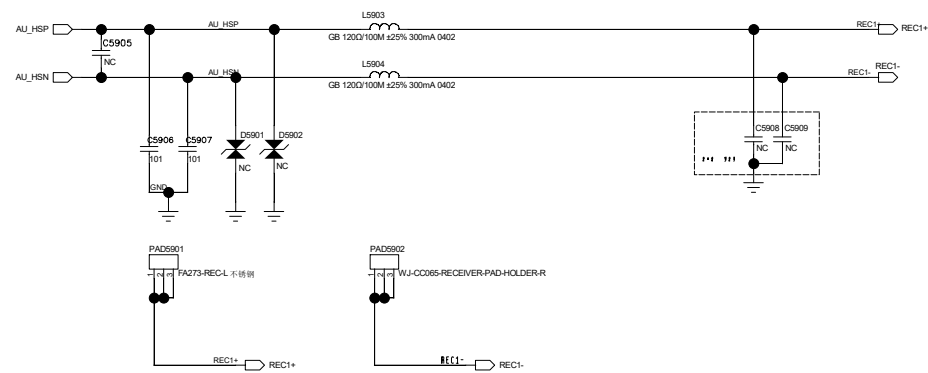 L5903
AU_HSP
AU_HSP
REC1+
REC1+
GB 120Ω/100M ±25% 300mA 0402
C5905
NC
L5904
AU_HSN
AU_HSN
REC1-
REC1-
GB 120Ω/100M ±25% 300mA 0402
C5906
C5907
D5901
D5902
C5908
C5909
101
101
NC
NC
NC
NC
GND
PAD5901
PAD5902
1 2 3
FA273-REC-L 不锈钢
1 2 3
WJ-CC065-RECEIVER-PAD-HOLDER-R
REC1+
REC1+
REC1-
REC1-